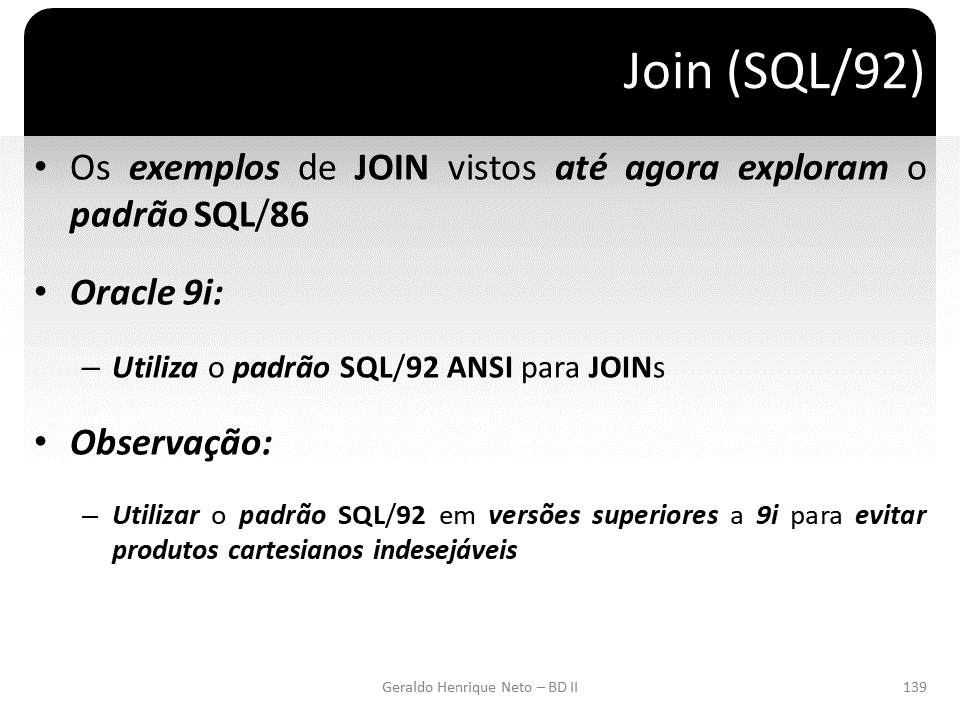 Join (SQL/92)
• Os exemplos de JOIN vistos até agora exploram o
padrão SQL/86
• Oracle 9i:
– Utiliza o padrão SQL/92 ANSI para JOINs
• Observação:
– Utilizar o padrão SQL/92 em versões superiores a 9i para evitar
produtos cartesianos indesejáveis
Geraldo Henrique Neto – BD II
139